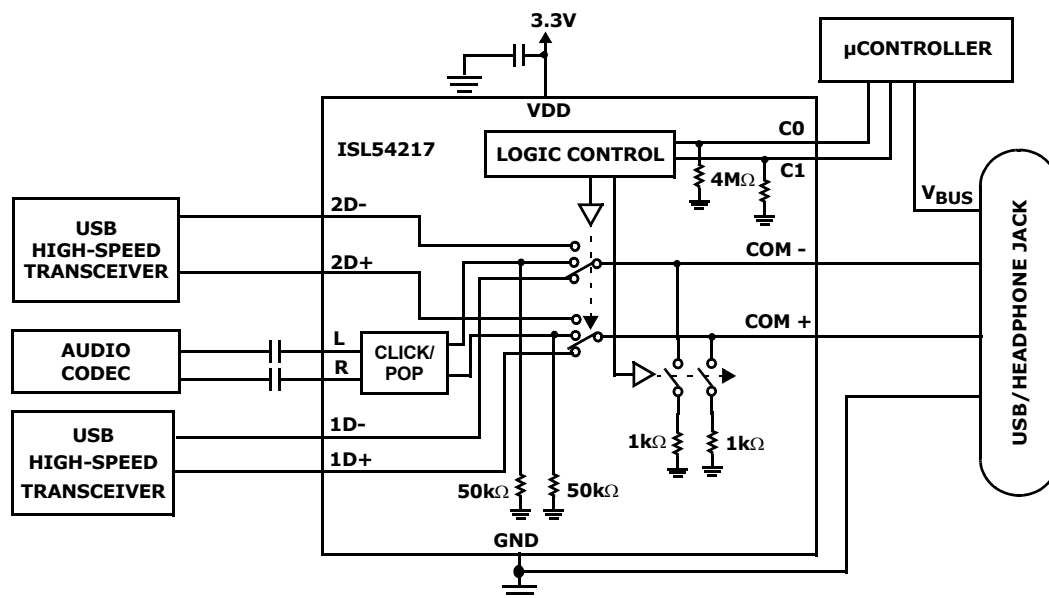 3.3V
µCONTROLLER
VDD
ISL54217
LOGIC CONTROL
C0
C1
4MΩ
VBUS
USB
HIGH-SPEED
TRANSCEIVER
2D-
2D+
COM -
COM +
AUDIO
CODEC
L
R
CLICK/
POP
USB
HIGH-SPEED
TRANSCEIVER
1D-
1D+
50kΩ
50kΩ
1kΩ
1kΩ
GND
USB/HEADPHONE JACK